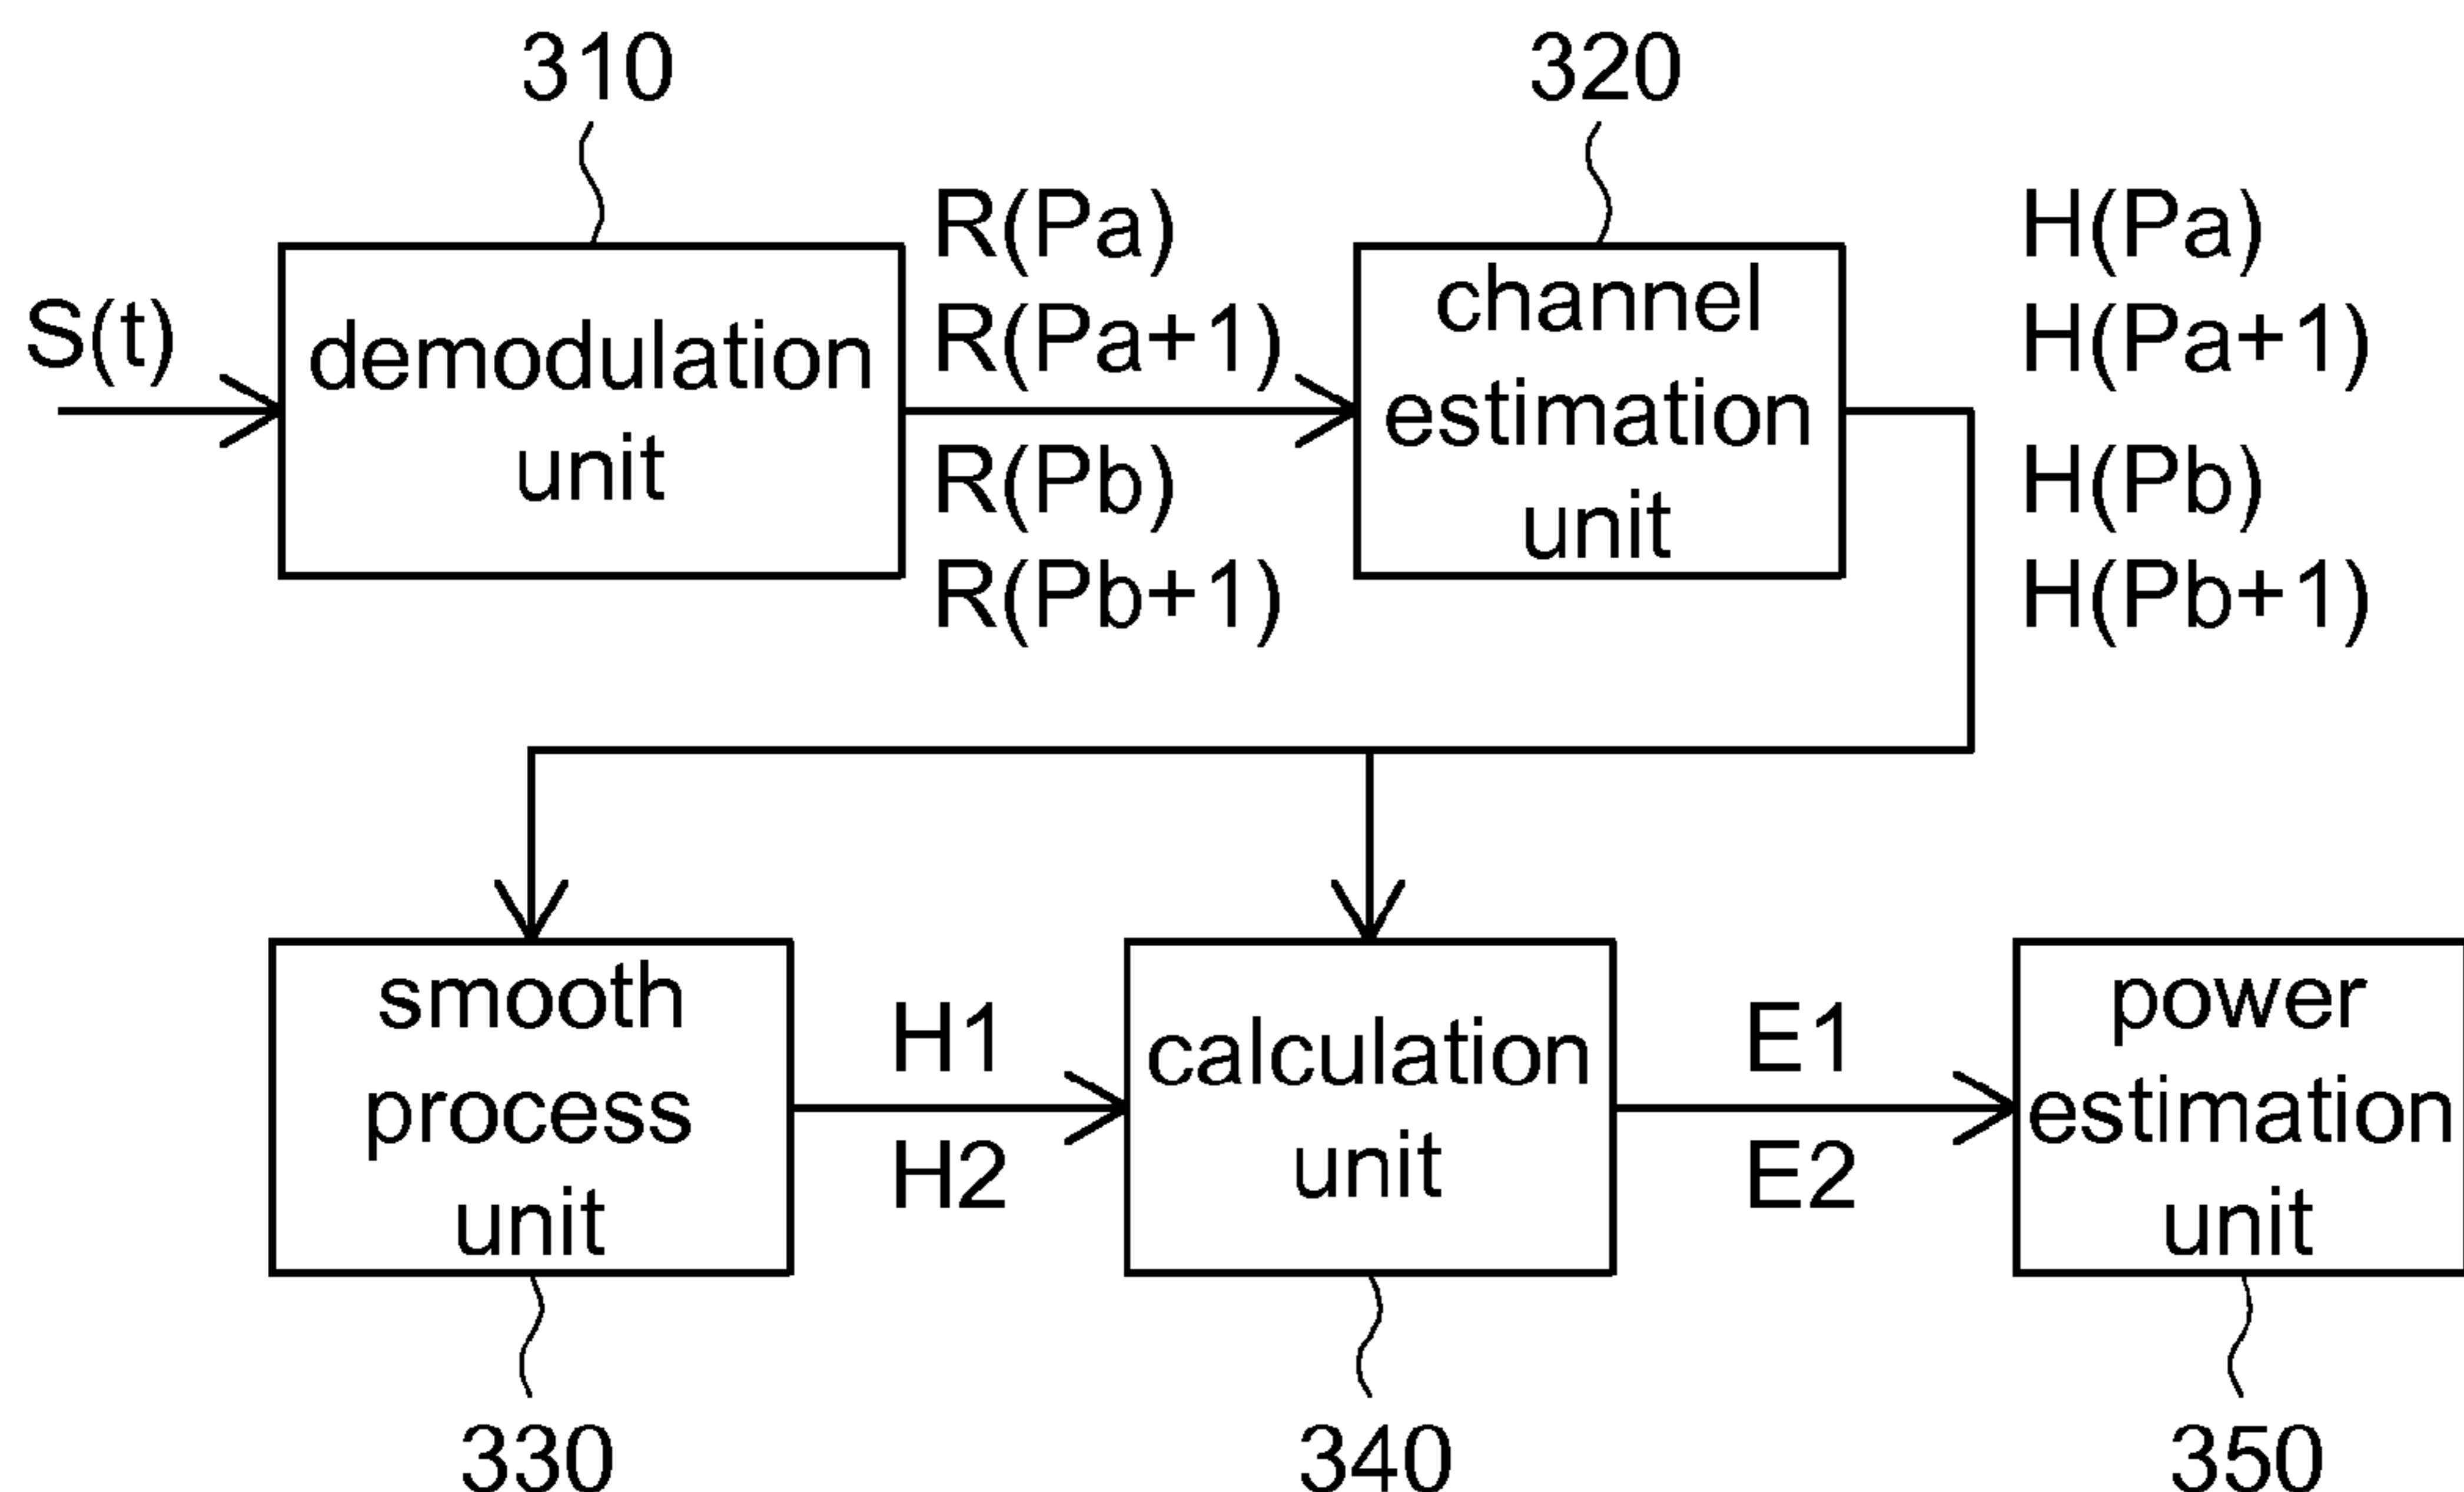 310
320
S(t)
demodulation
unit
R(Pa)
R(Pa+1)
R(Pb)
R(Pb+1)
channel
estimation
unit
H(Pa)
H(Pa+1)
H(Pb)
H(Pb+1)
smooth
process
unit
H1
H2
calculation
unit
E1
E2
power
estimation
unit
330
340
350